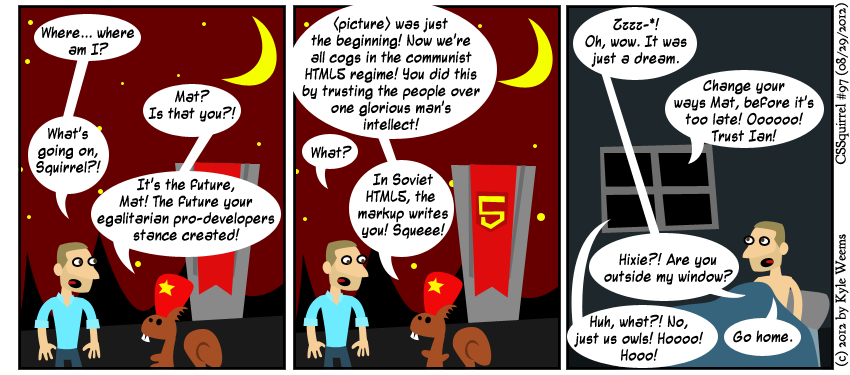 Where... where
am I?
What's
going on,
Squirrel?!
Mat?
Is that you?!
It's the future,
Mat! The future your
egalitarian pro-developers
stance created!
<picture> was just
the beginning! Now we're
all cogs in the communist
HTML5 regime! You did this
by trusting the people over
one glorious man's
intellect!
What?
In Soviet
HTML5, the
markup writes
you! Squeee!
5
Zzzz-*!
Oh, wow. It was
just a dream.
Change your
ways Mat, before it's
too late! Oooooo!
Trust Ian!
Hixie?! Are you
outside my window?
Huh, what?! No,
just us owls! Hoooo!
Hooo!
Go home.
(c) 2012 by Kyle Weems
CSSquirrel #97 (08/29/2012)